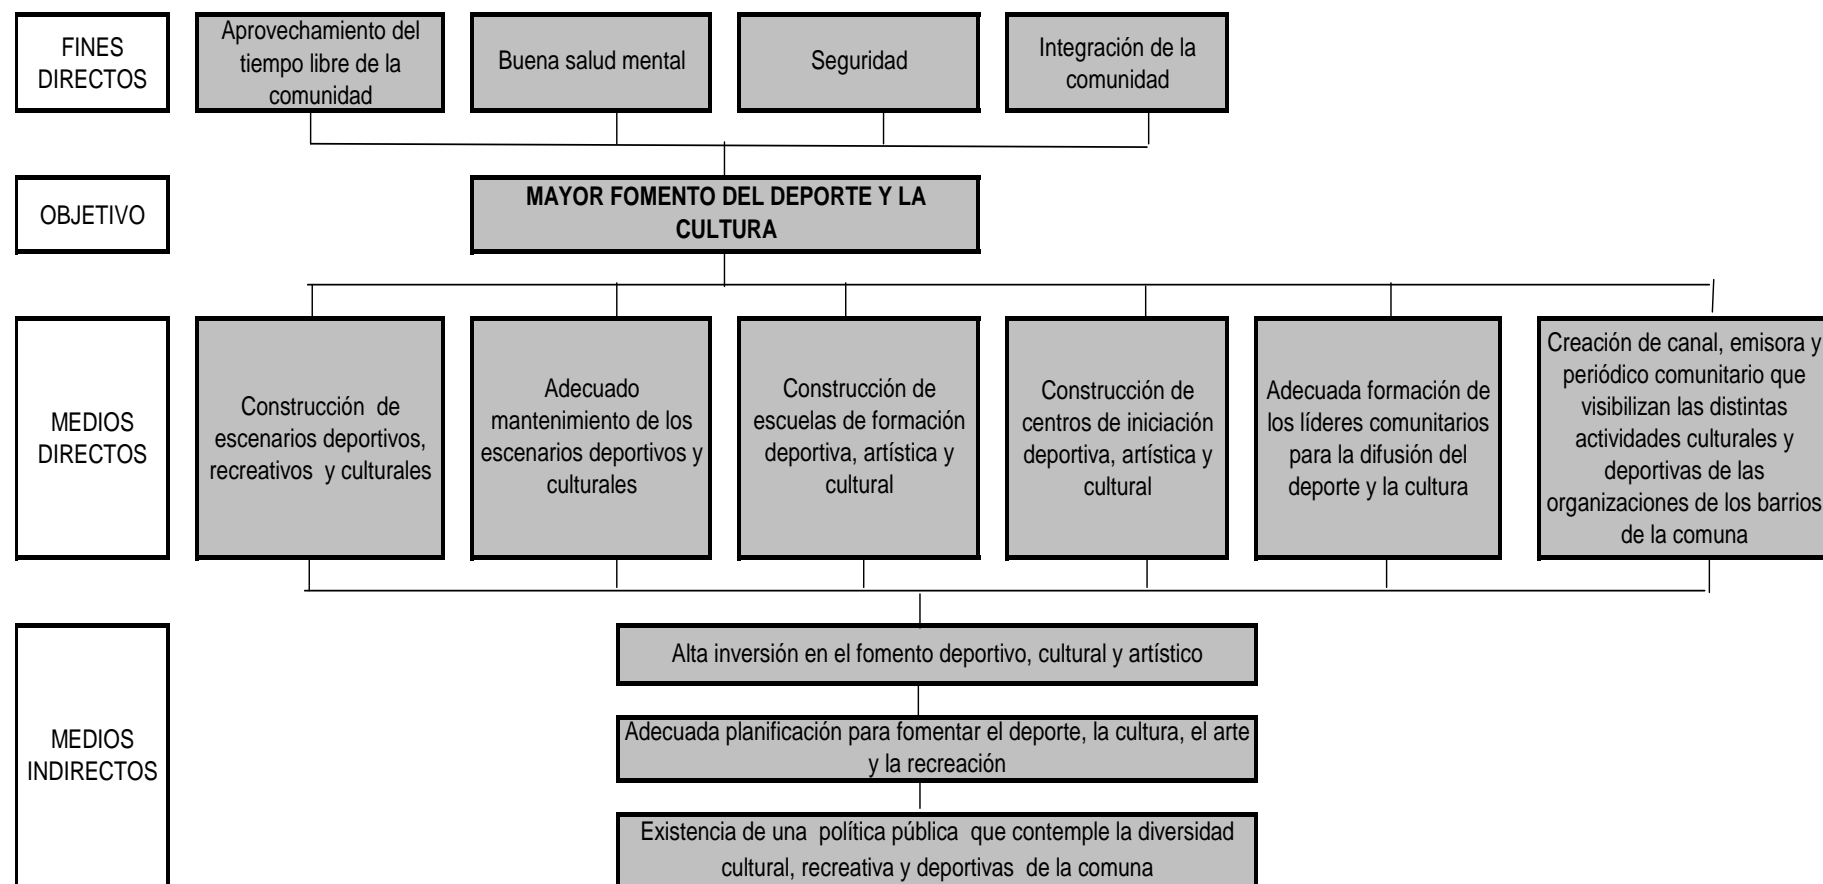 FINES
DIRECTOS
Aprovechamiento del
tiempo libre de la
comunidad
Buena salud mental
Seguridad
Integración de la
comunidad
OBJETIVO
MAYOR FOMENTO DEL DEPORTE Y LA
CULTURA
MEDIOS
DIRECTOS
Construcción de
escenarios deportivos,
recreativos y culturales
Adecuado
mantenimiento de los
escenarios deportivos y
culturales
Construcción de
escuelas de formación
deportiva, artística y
cultural
Construcción de
centros de iniciación
deportiva, artística y
cultural
Adecuada formación de
los líderes comunitarios
para la difusión del
deporte y la cultura
Creación de canal, emisora y
periódico comunitario que
visibilizan las distintas
actividades culturales y
deportivas de las
organizaciones de los barrios
de la comuna
MEDIOS
INDIRECTOS
Alta inversión en el fomento deportivo, cultural y artístico
Adecuada planificación para fomentar el deporte, la cultura, el arte
y la recreación
Existencia de una política pública que contemple la diversidad
cultural, recreativa y deportivas de la comuna